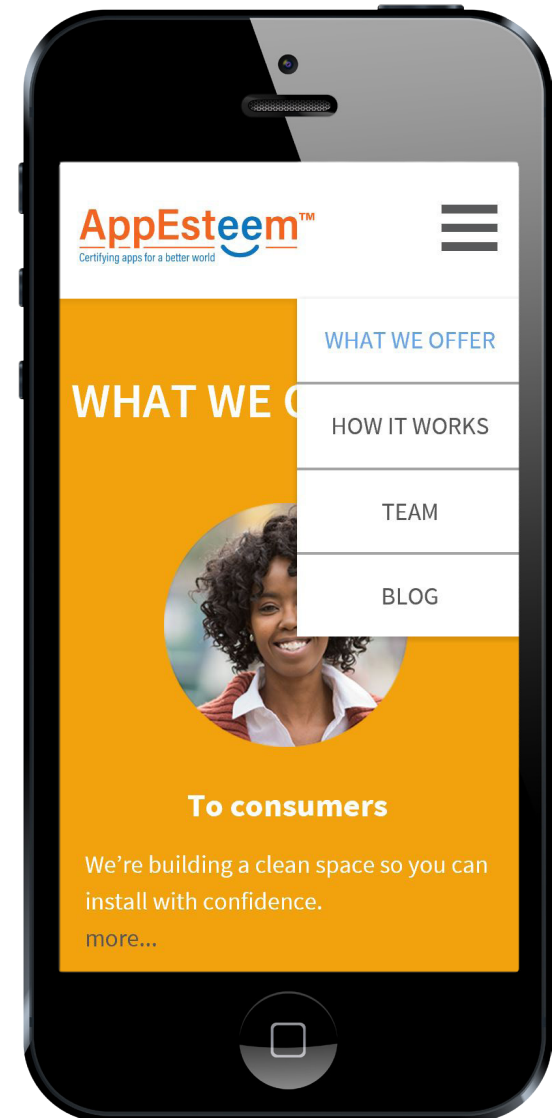 AppEsteem™
Certifying apps for a better world
WHAT WE OFFER
WHAT WE O
HOW IT WORKS
TEAM
BLOG
To consumers
We're building a clean space so you can
install with confidence.
more...